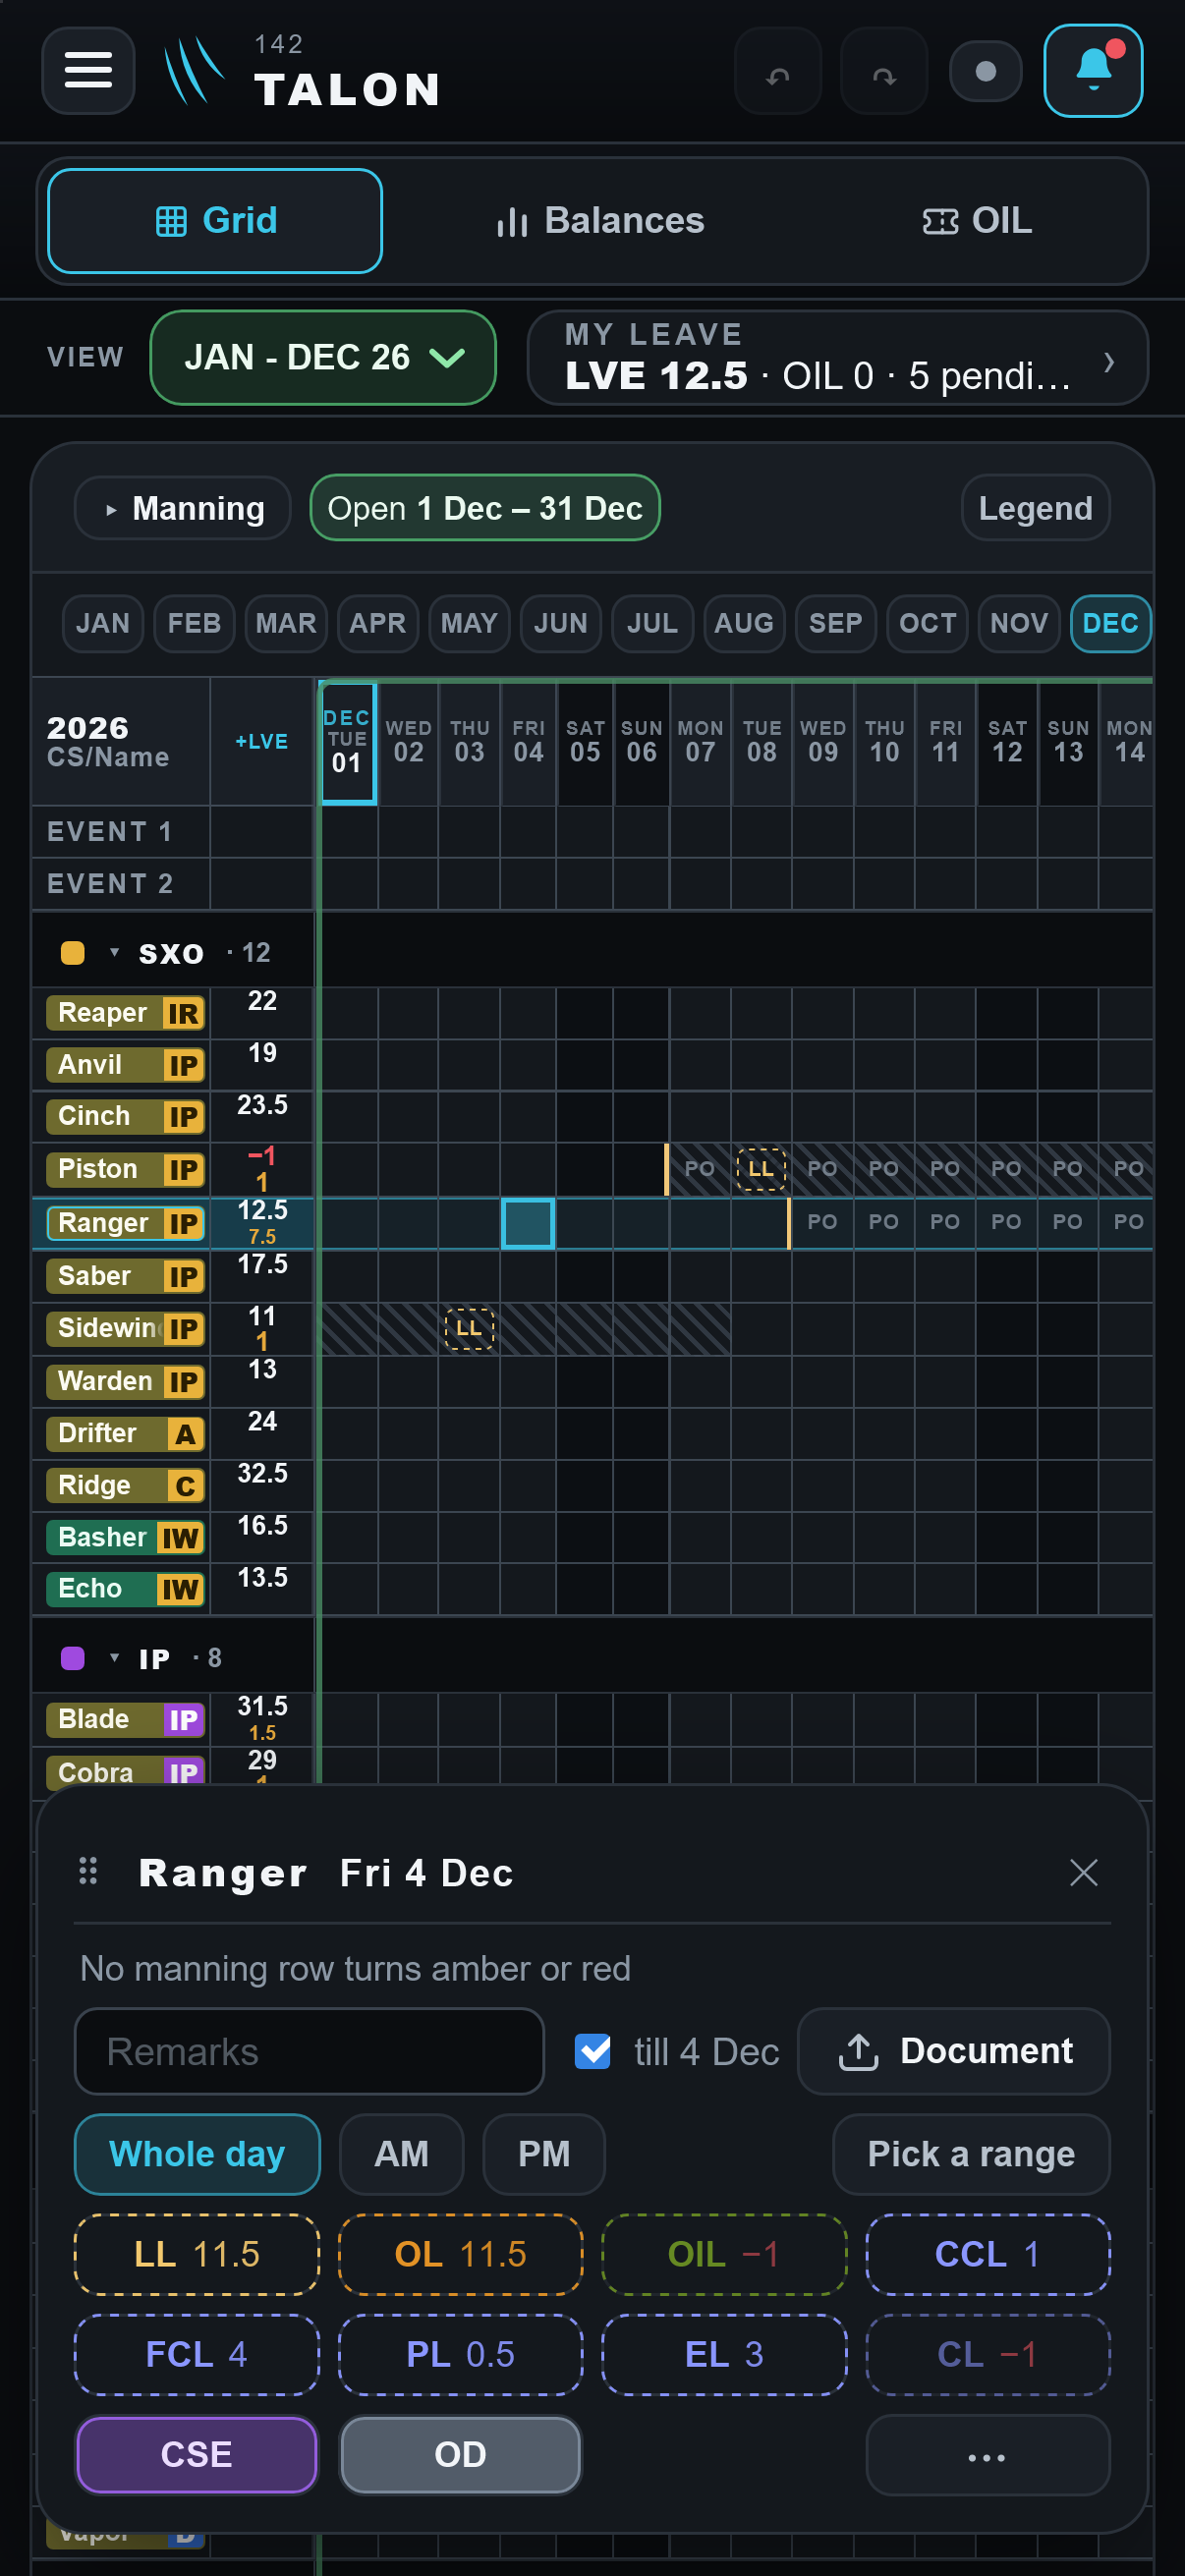 142
TALON
Grid
Balances
OIL
VIEW
JAN - DEC 26
MY LEAVE
LVE 12.5 · OIL 0 · 5 pendi…
Manning
Open 1 Dec – 31 Dec
Legend
JAN FEB MAR APR MAY JUN JUL AUG SEP OCT NOV DEC
2026
CS/Name
+LVE
DEC TUE 01
WED 02
THU 03
FRI 04
SAT 05
SUN 06
MON 07
TUE 08
WED 09
THU 10
FRI 11
SAT 12
SUN 13
MON 14
EVENT 1
EVENT 2
SXO · 12
Reaper IR 22
Anvil IP 19
Cinch IP 23.5
Piston IP −1 1 PO LL PO PO PO PO PO PO
Ranger IP 12.5 7.5 PO PO PO PO PO PO
Saber IP 17.5
Sidewin IP 11 1 LL
Warden IP 13
Drifter A 24
Ridge C 32.5
Basher IW 16.5
Echo IW 13.5
IP · 8
Blade IP 31.5 1.5
Cobra IP 29 1
Ranger Fri 4 Dec
No manning row turns amber or red
Remarks
till 4 Dec
Document
Whole day
AM
PM
Pick a range
LL 11.5
OL 11.5
OIL −1
CCL 1
FCL 4
PL 0.5
EL 3
CL −1
CSE
OD
...